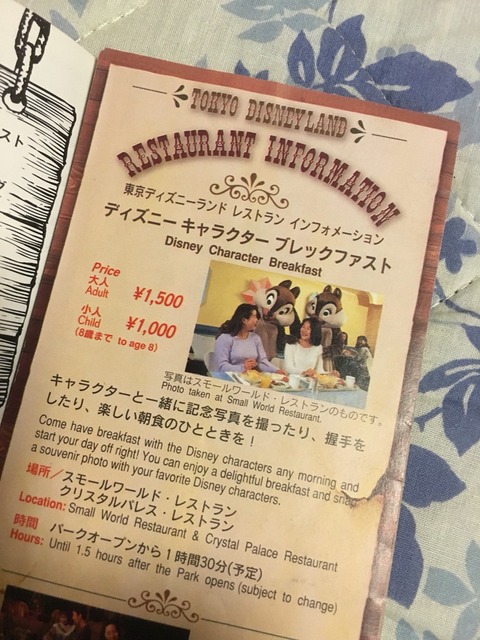 スト
TOKYO DISNEYLAND
RESTAURANT INFORMATION
東京ディズニーランド レストラン インフォメーション
ディズニー キャラクター ブレックファスト
Disney Character Breakfast
Price
大人
Adult ¥1,500
小人
Child ¥1,000
(8歳まで to age 8)
写真はスモールワールド・レストランのものです。
Photo taken at Small World Restaurant.
キャラクターと一緒に記念写真を撮ったり、握手を
したり、楽しい朝食のひとときを!
Come have breakfast with the Disney characters any morning and
start your day off right! You can enjoy a delightful breakfast and
a souvenir photo with your favorite Disney characters.
場所/スモールワールド・レストラン
クリスタルパレス・レストラン
Location: Small World Restaurant & Crystal Palace Restaurant
時間 パークオープンから1時間30分(予定)
Hours: Until 1.5 hours after the Park opens (subject to change)